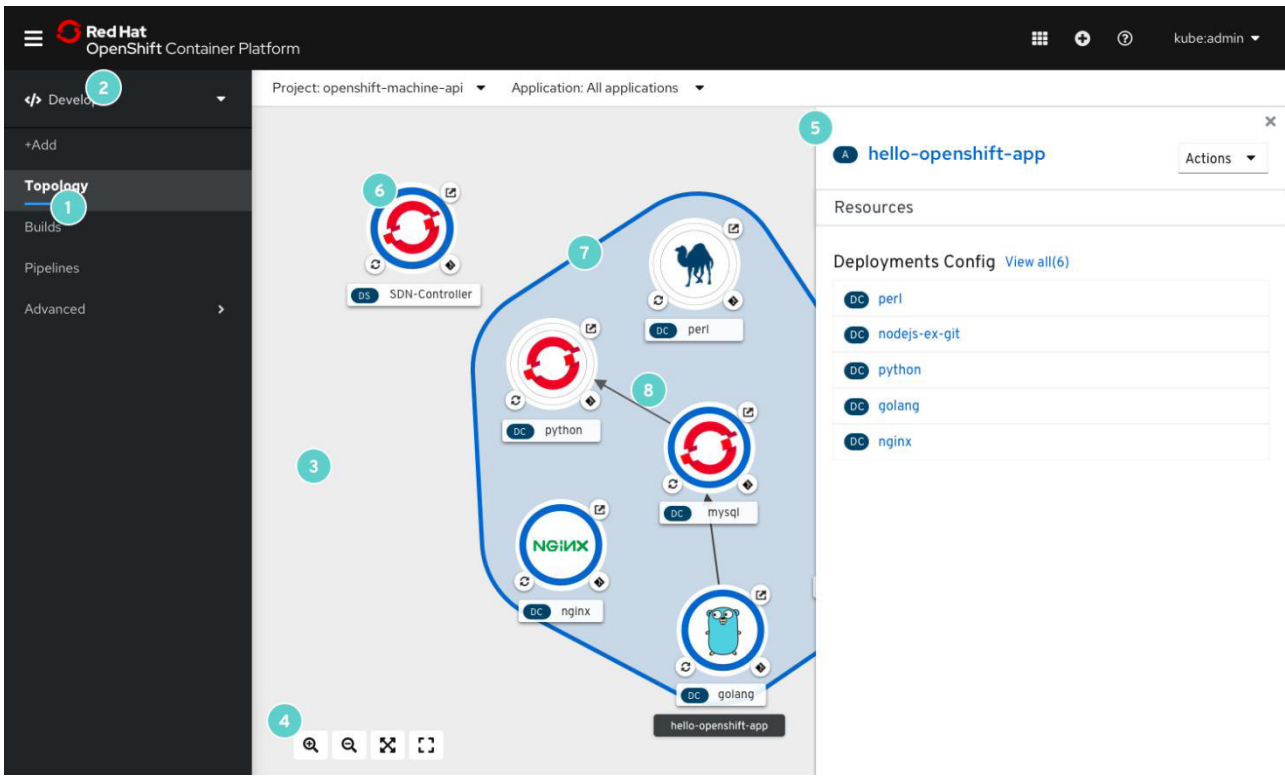 Red Hat
OpenShift Container Platform
kube:admin
2
</> Develop
Project: openshift-machine-api
Application: All applications
+Add
Topology
1
Builds
Pipelines
Advanced
3
4
5
A hello-openshift-app
Actions
Resources
Deployments Config View all(6)
DC perl
DC nodejs-ex-git
DC python
DC golang
DC nginx
6
DS SDN-Controller
7
DC perl
DC python
8
DC mysql
NGINX
DC nginx
DC golang
hello-openshift-app